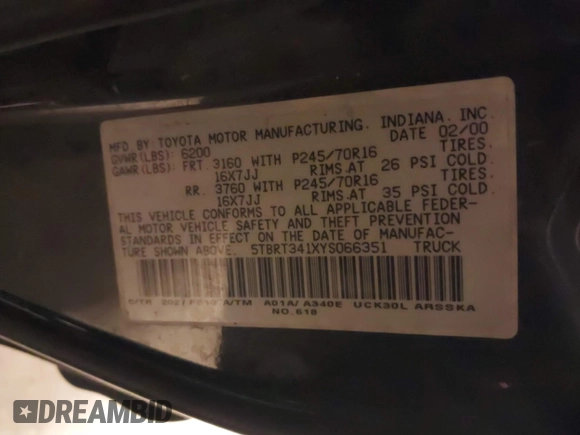 MFD BY: TOYOTA MOTOR MANUFACTURING, INDIANA, INC.
DATE 02/00
GVWR(LBS): 6200
GAWR(LBS): FRT. 3160 WITH P245/70R16 TIRES.
16X7JJ RIMS.AT 26 PSI COLD.
RR. 3760 WITH P245/70R16 TIRES.
16X7JJ RIMS.AT 35 PSI COLD.
THIS VEHICLE CONFORMS TO ALL APPLICABLE FEDER-
AL MOTOR VEHICLE SAFETY AND THEFT PREVENTION
STANDARDS IN EFFECT ON THE DATE OF MANUFAC-
TURE SHOWN ABOVE. 5TBRT341XYS066351 TRUCK
C/TR A/TM A01A/A340E UCK30L ARSSKA
NO.618
DREAMBID